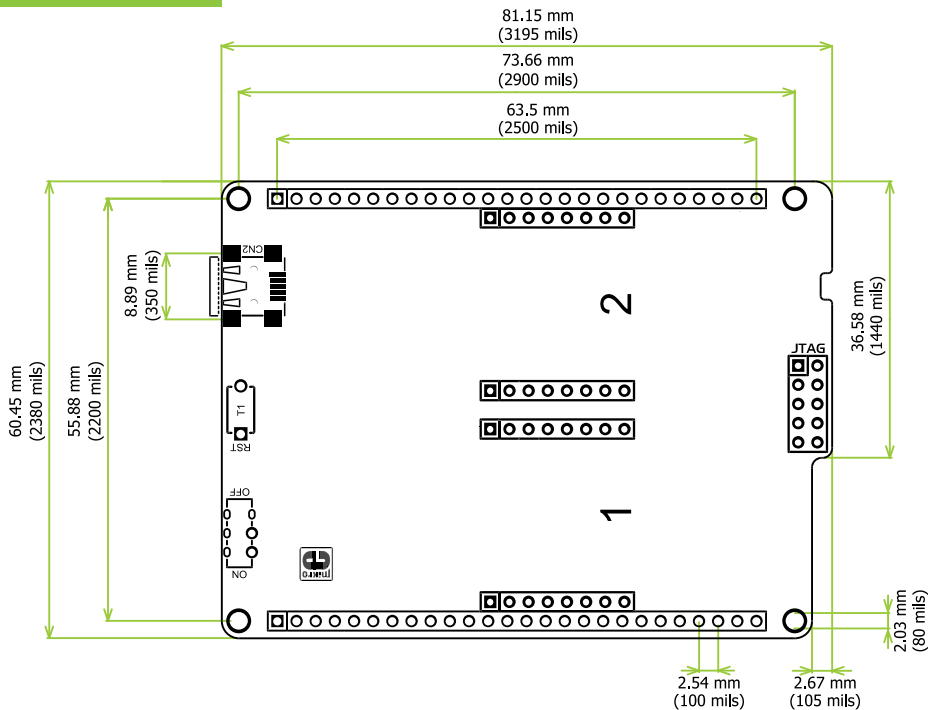 81.15 mm
(3195 mils)
73.66 mm
(2900 mils)
63.5 mm
(2500 mils)
CN2
8.89 mm
(350 mils)
2
36.58 mm
(1440 mils)
JTAG
60.45 mm
(2380 mils)
55.88 mm
(2200 mils)
T1
RST
OFF
1
ON
mikro
2.03 mm
(80 mils)
2.54 mm
(100 mils)
2.67 mm
(105 mils)